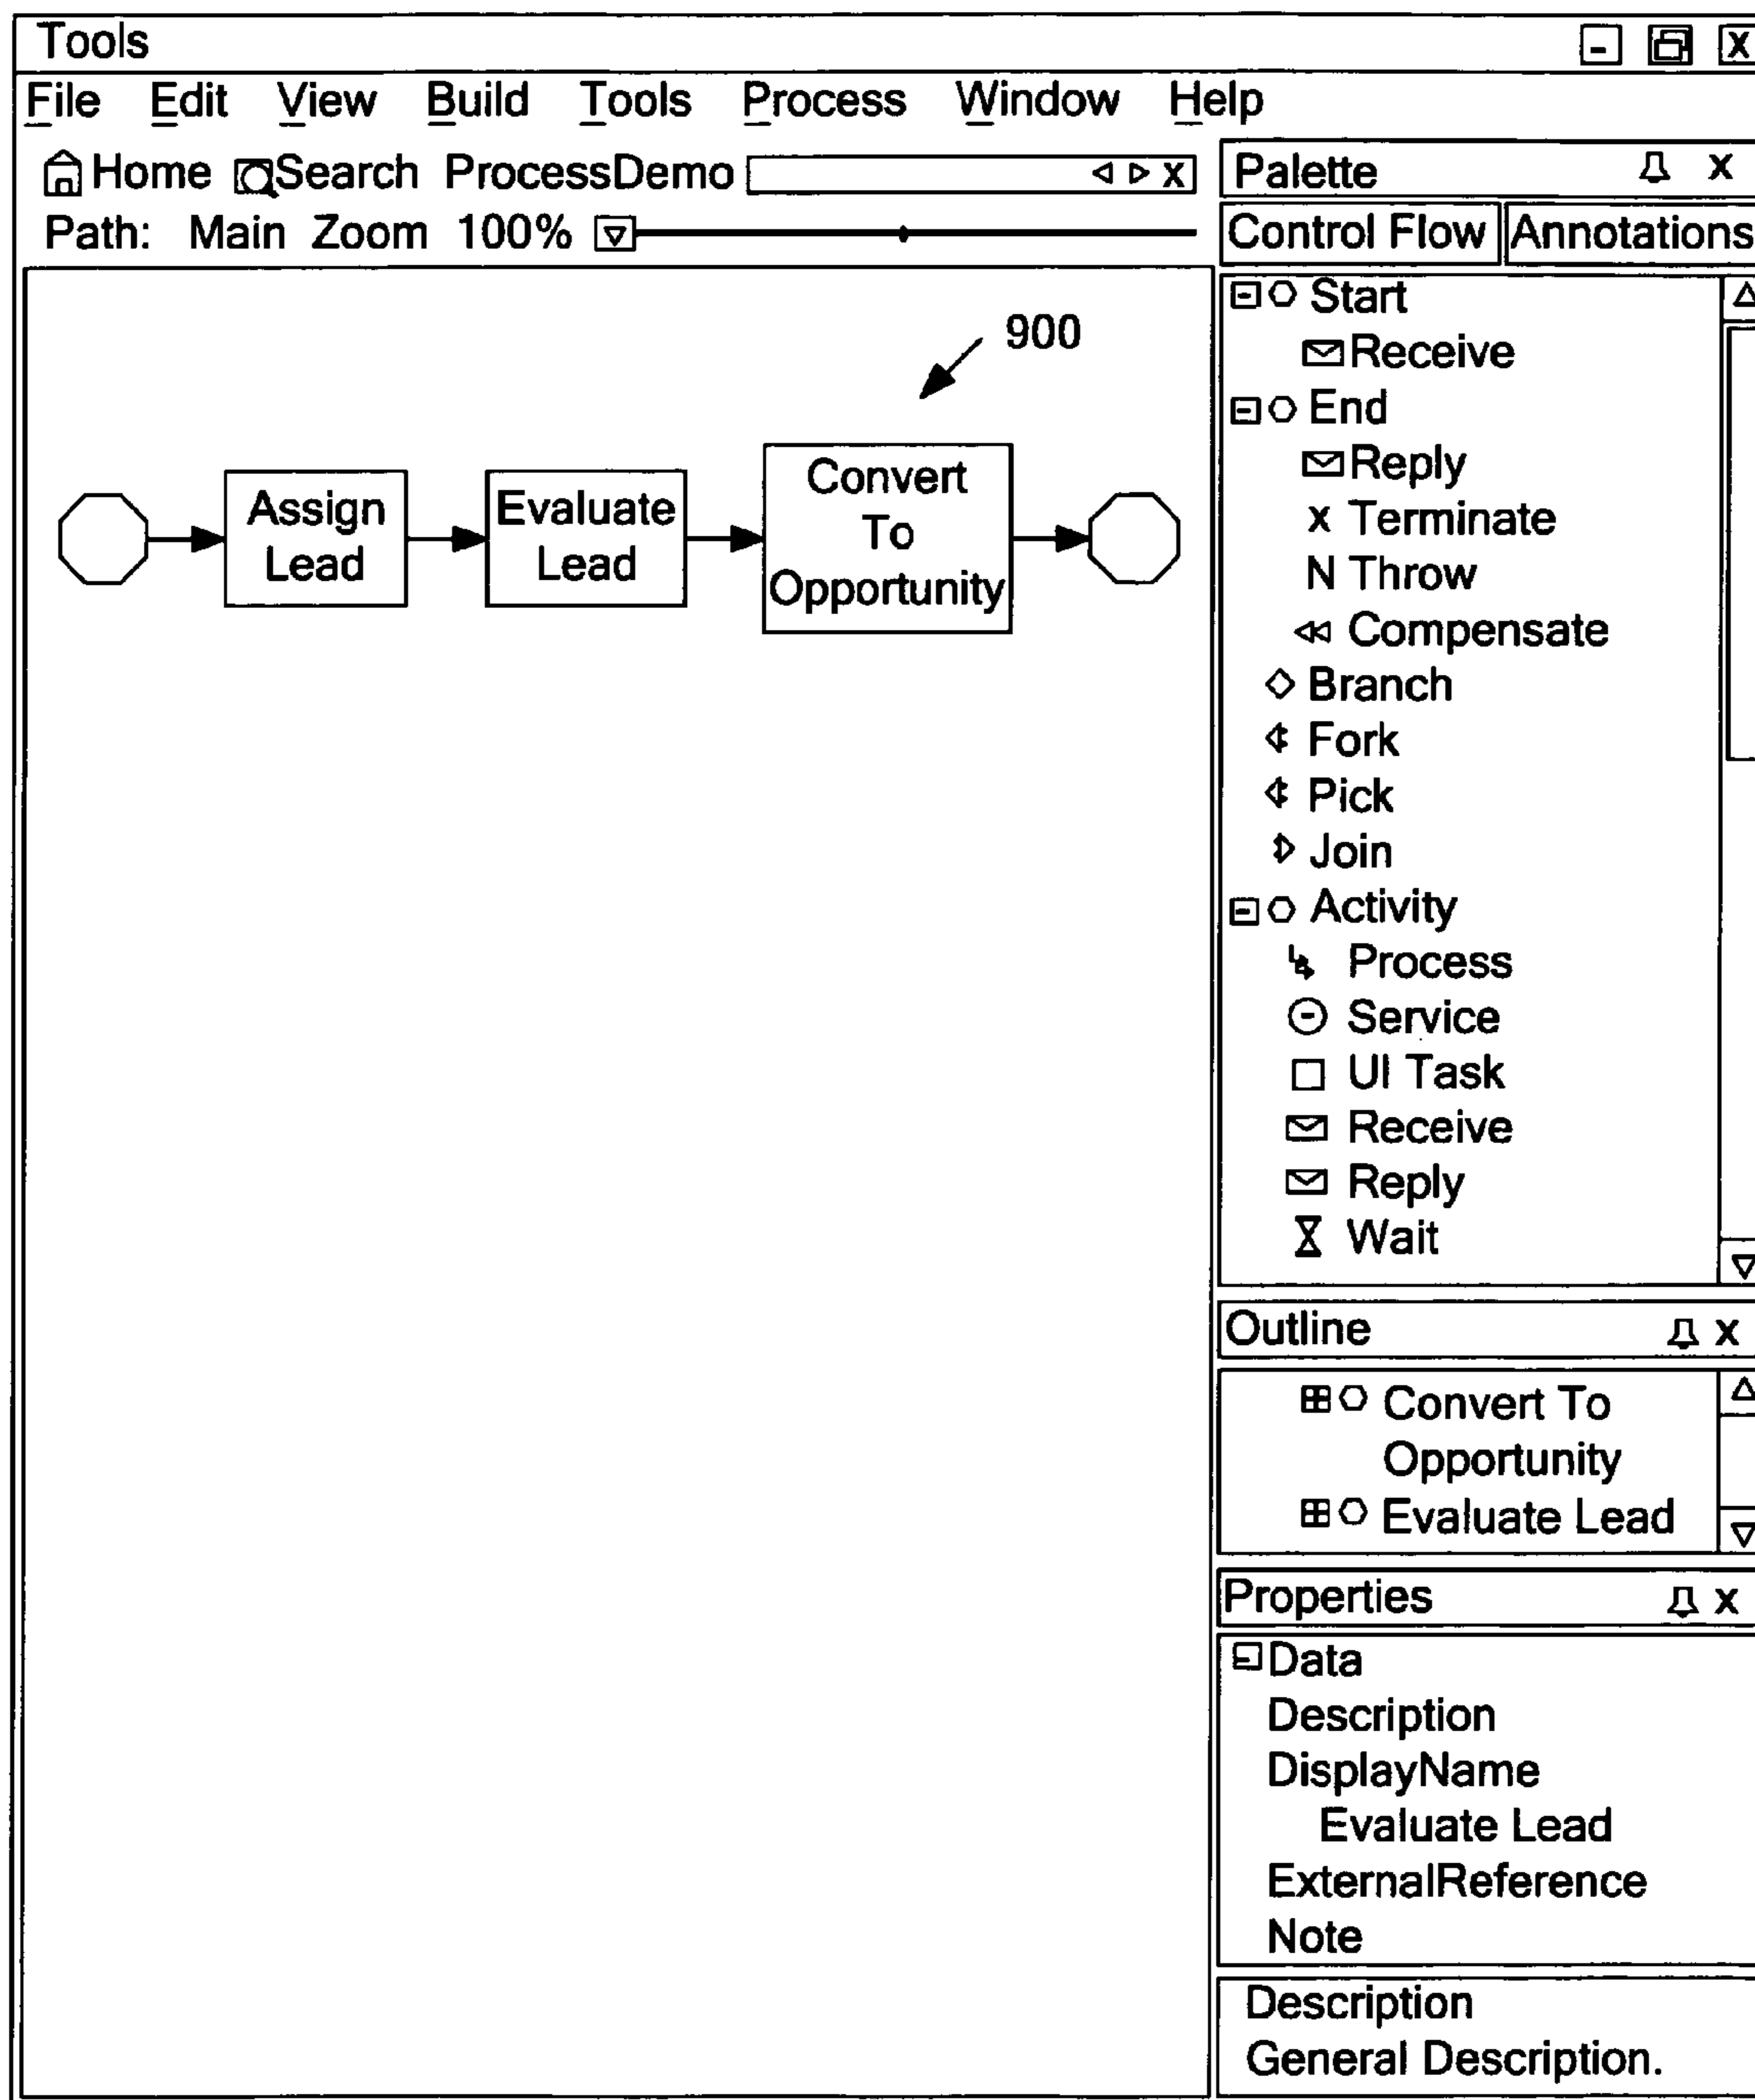 Tools
File Edit View Build Tools Process Window Help
Home Search ProcessDemo
Path: Main Zoom 100%
900
Assign
Lead
Evaluate
Lead
Convert
To
Opportunity
Palette
Control Flow Annotations
Start
Receive
End
Reply
x Terminate
N Throw
Compensate
Branch
Fork
Pick
Join
Activity
Process
Service
UI Task
Receive
Reply
Wait
Outline
Convert To
Opportunity
Evaluate Lead
Properties
Data
Description
DisplayName
Evaluate Lead
ExternalReference
Note
Description
General Description.